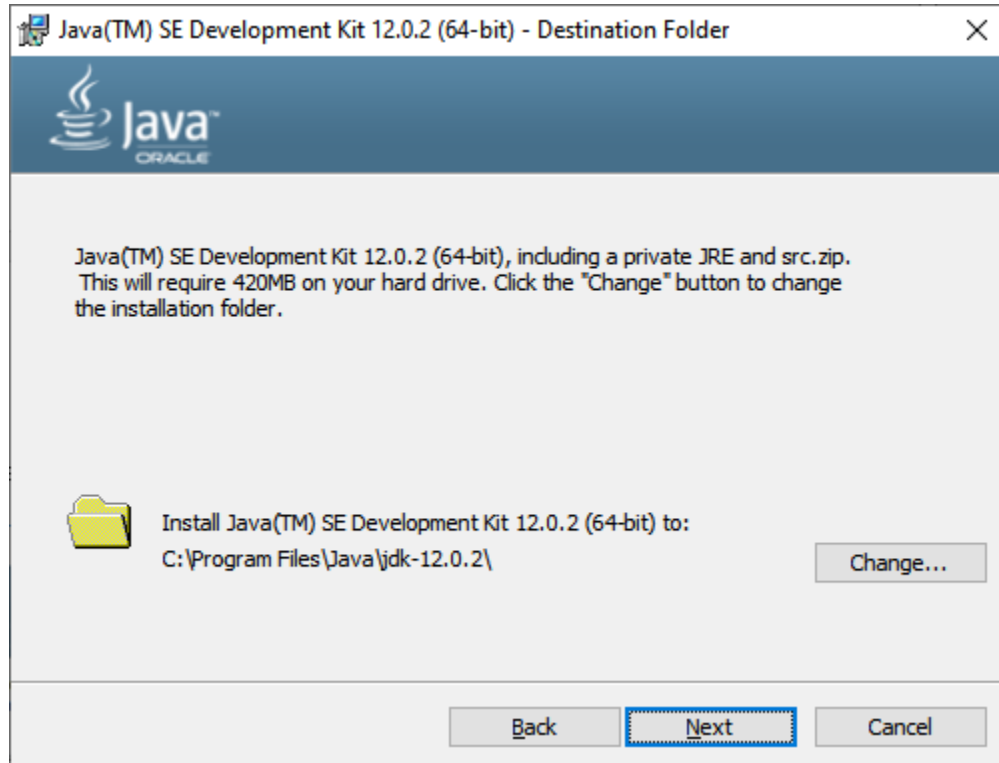 Java(TM) SE Development Kit 12.0.2 (64-bit) - Destination Folder
Java™
ORACLE
Java(TM) SE Development Kit 12.0.2 (64-bit), including a private JRE and src.zip.
This will require 420MB on your hard drive. Click the "Change" button to change
the installation folder.
Install Java(TM) SE Development Kit 12.0.2 (64-bit) to:
C:\Program Files\Java\jdk-12.0.2\
Change...
Back
Next
Cancel